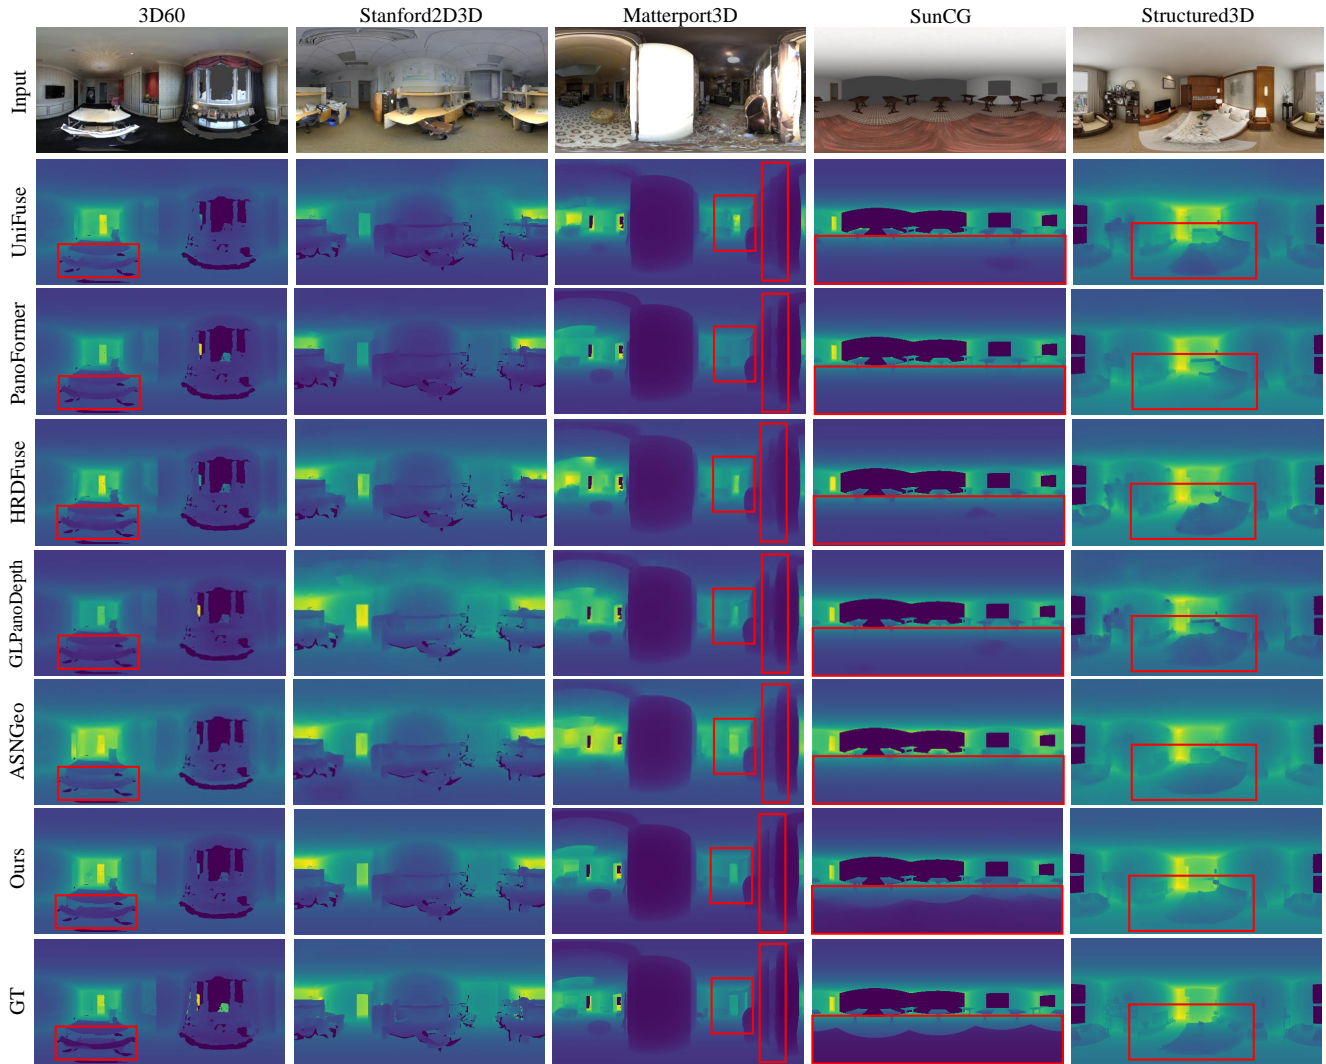 3D60 Stanford2D3D Matterport3D SunCG Structured3D
Input
UniFuse
PanoFormer
HRDFuse
GLPanoDepth
ASNGeo
Ours
GT